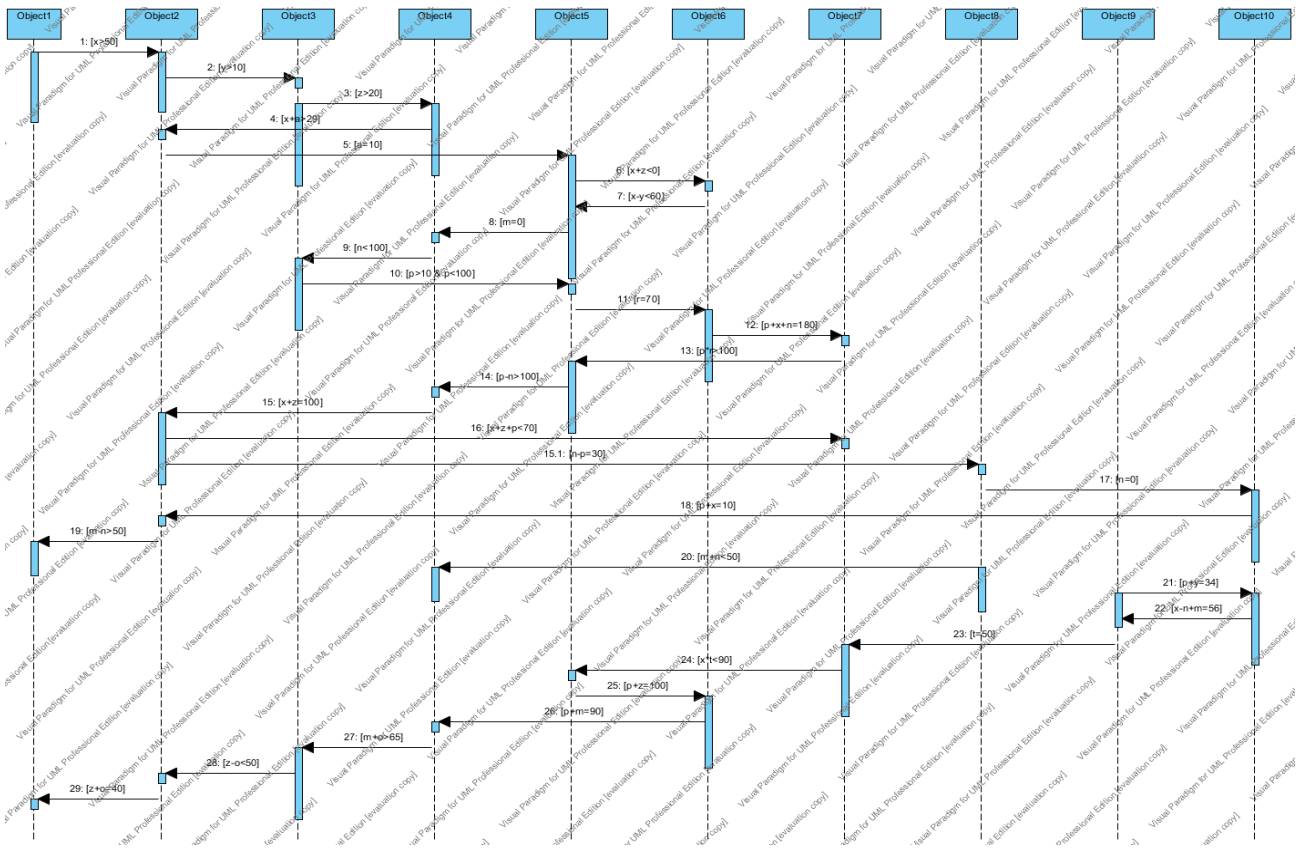 Object1 Object2 Object3 Object4 Object5 Object6 Object7 Object8 Object9 Object10
1: [x>50]
2: [y>10]
3: [z>20]
4: [x+a>29]
5: [a=10]
6: [x+z<0]
7: [x-y<60]
8: [m=0]
9: [n<100]
10: [p>10 & p<100]
11: [r=70]
12: [p+x+n=180]
13: [p*r>100]
14: [p-n>100]
15: [x+z!=100]
16: [x+z+p<70]
15.1: [n-p=30]
17: [n=0]
18: [p+x=10]
19: [m-n>50]
20: [m+n<50]
21: [p+y=34]
22: [x-n+m=56]
23: [t=50]
24: [x*t<90]
25: [p+z=100]
26: [p+m=90]
27: [m+o>65]
28: [z-o<50]
29: [z+o=40]
Visual Paradigm for UML Professional Edition [evaluation copy]